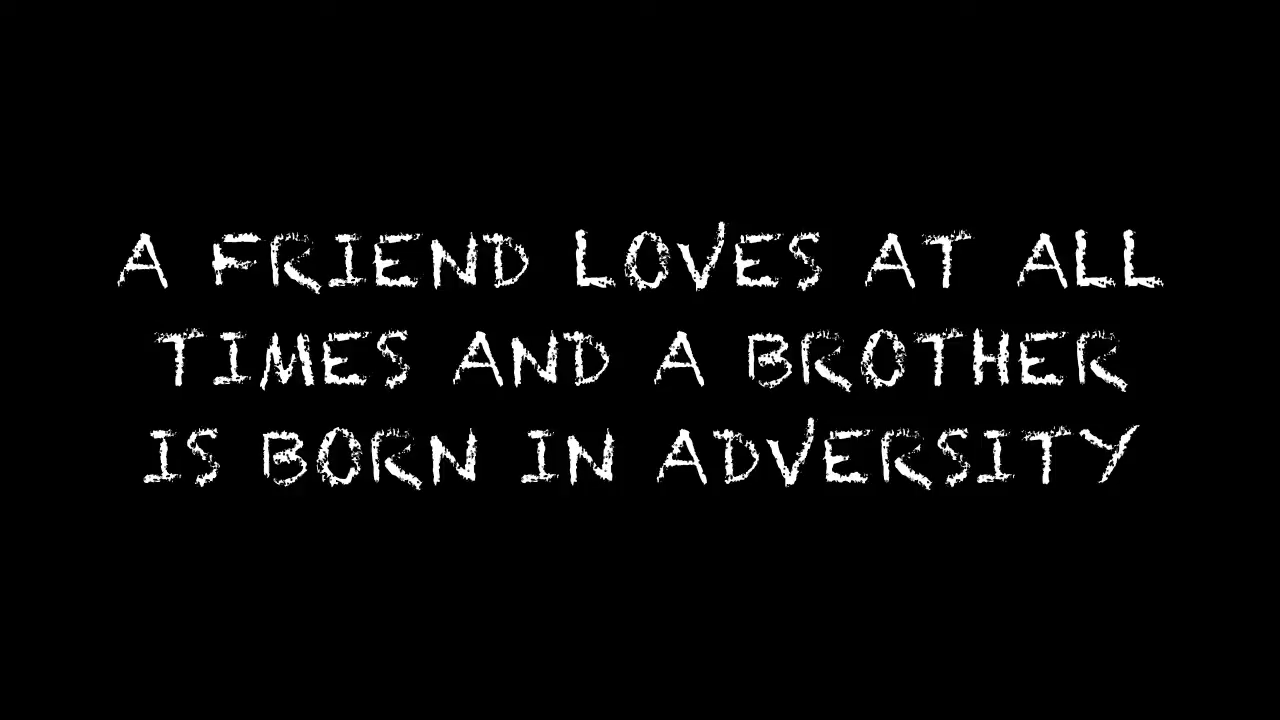 A FRIEND LOVES AT ALL
TIMES AND A BROTHER
IS BORN IN ADVERSITY